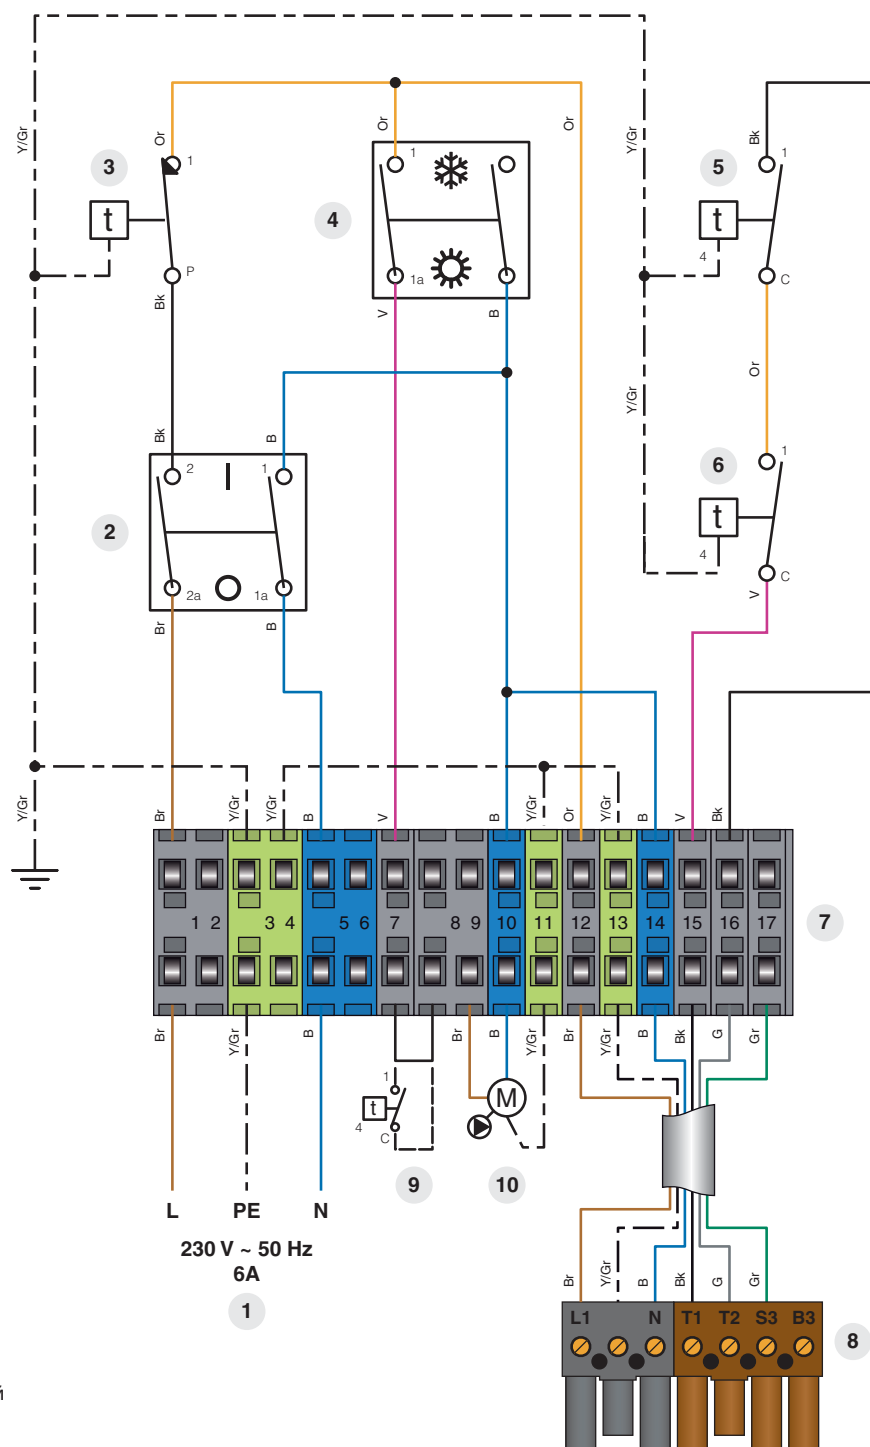 Y/Gr
Or
Or
Or
Y/Gr
Bk
3
1
t
P
Bk
4
1
1a
V
B
5
1
t
4
C
Or
Y/Gr
Bk
B
2
2
1
2a
1a
Br
B
6
1
t
4
C
V
Y/Gr
Br
Y/Gr
Y/Gr
B
V
B
Y/Gr
Or
Y/Gr
B
V
Bk
1 2 3 4 5 6 7 8 9 10 11 12 13 14 15 16 17
7
Br
Y/Gr
B
Br
B
Y/Gr
Br
Y/Gr
B
Bk
G
Gr
1
t
4
C
M
9
10
L PE N
230 V ~ 50 Hz
6A
1
Br
Y/Gr
B
Bk
G
Gr
L1 N T1 T2 S3 B3
8
й